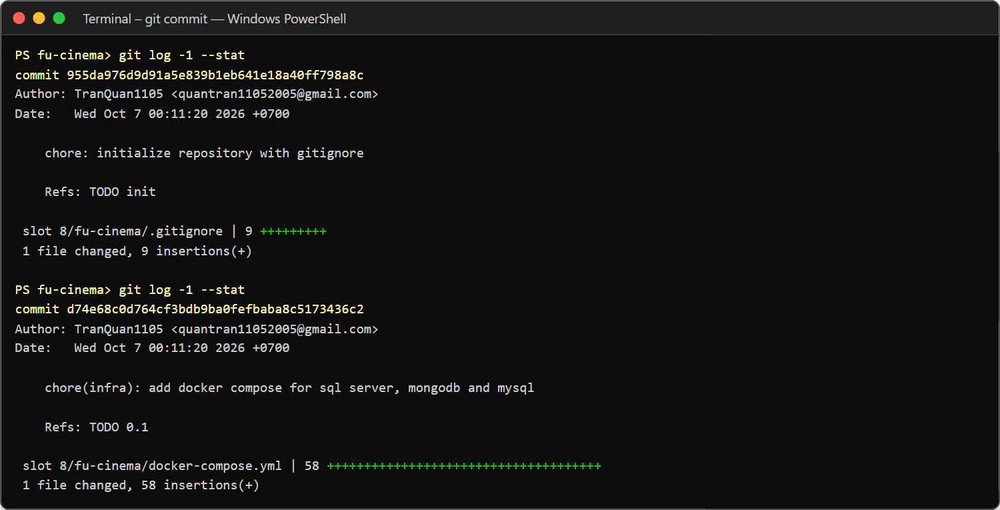 Terminal – git commit — Windows PowerShell
PS fu-cinema> git log -1 --stat
commit 955da976d9d91a5e839b1eb641e18a40ff798a8c
Author: TranQuan1105 <quantran11052005@gmail.com>
Date:   Wed Oct 7 00:11:20 2026 +0700
chore: initialize repository with gitignore
Refs: TODO init
slot 8/fu-cinema/.gitignore | 9 +++++++++
1 file changed, 9 insertions(+)
PS fu-cinema> git log -1 --stat
commit d74e68c0d764cf3bdb9ba0fefbaba8c5173436c2
Author: TranQuan1105 <quantran11052005@gmail.com>
Date:   Wed Oct 7 00:11:20 2026 +0700
chore(infra): add docker compose for sql server, mongodb and mysql
Refs: TODO 0.1
slot 8/fu-cinema/docker-compose.yml | 58 +++++++++++++++++++++++++++++++++++++
1 file changed, 58 insertions(+)